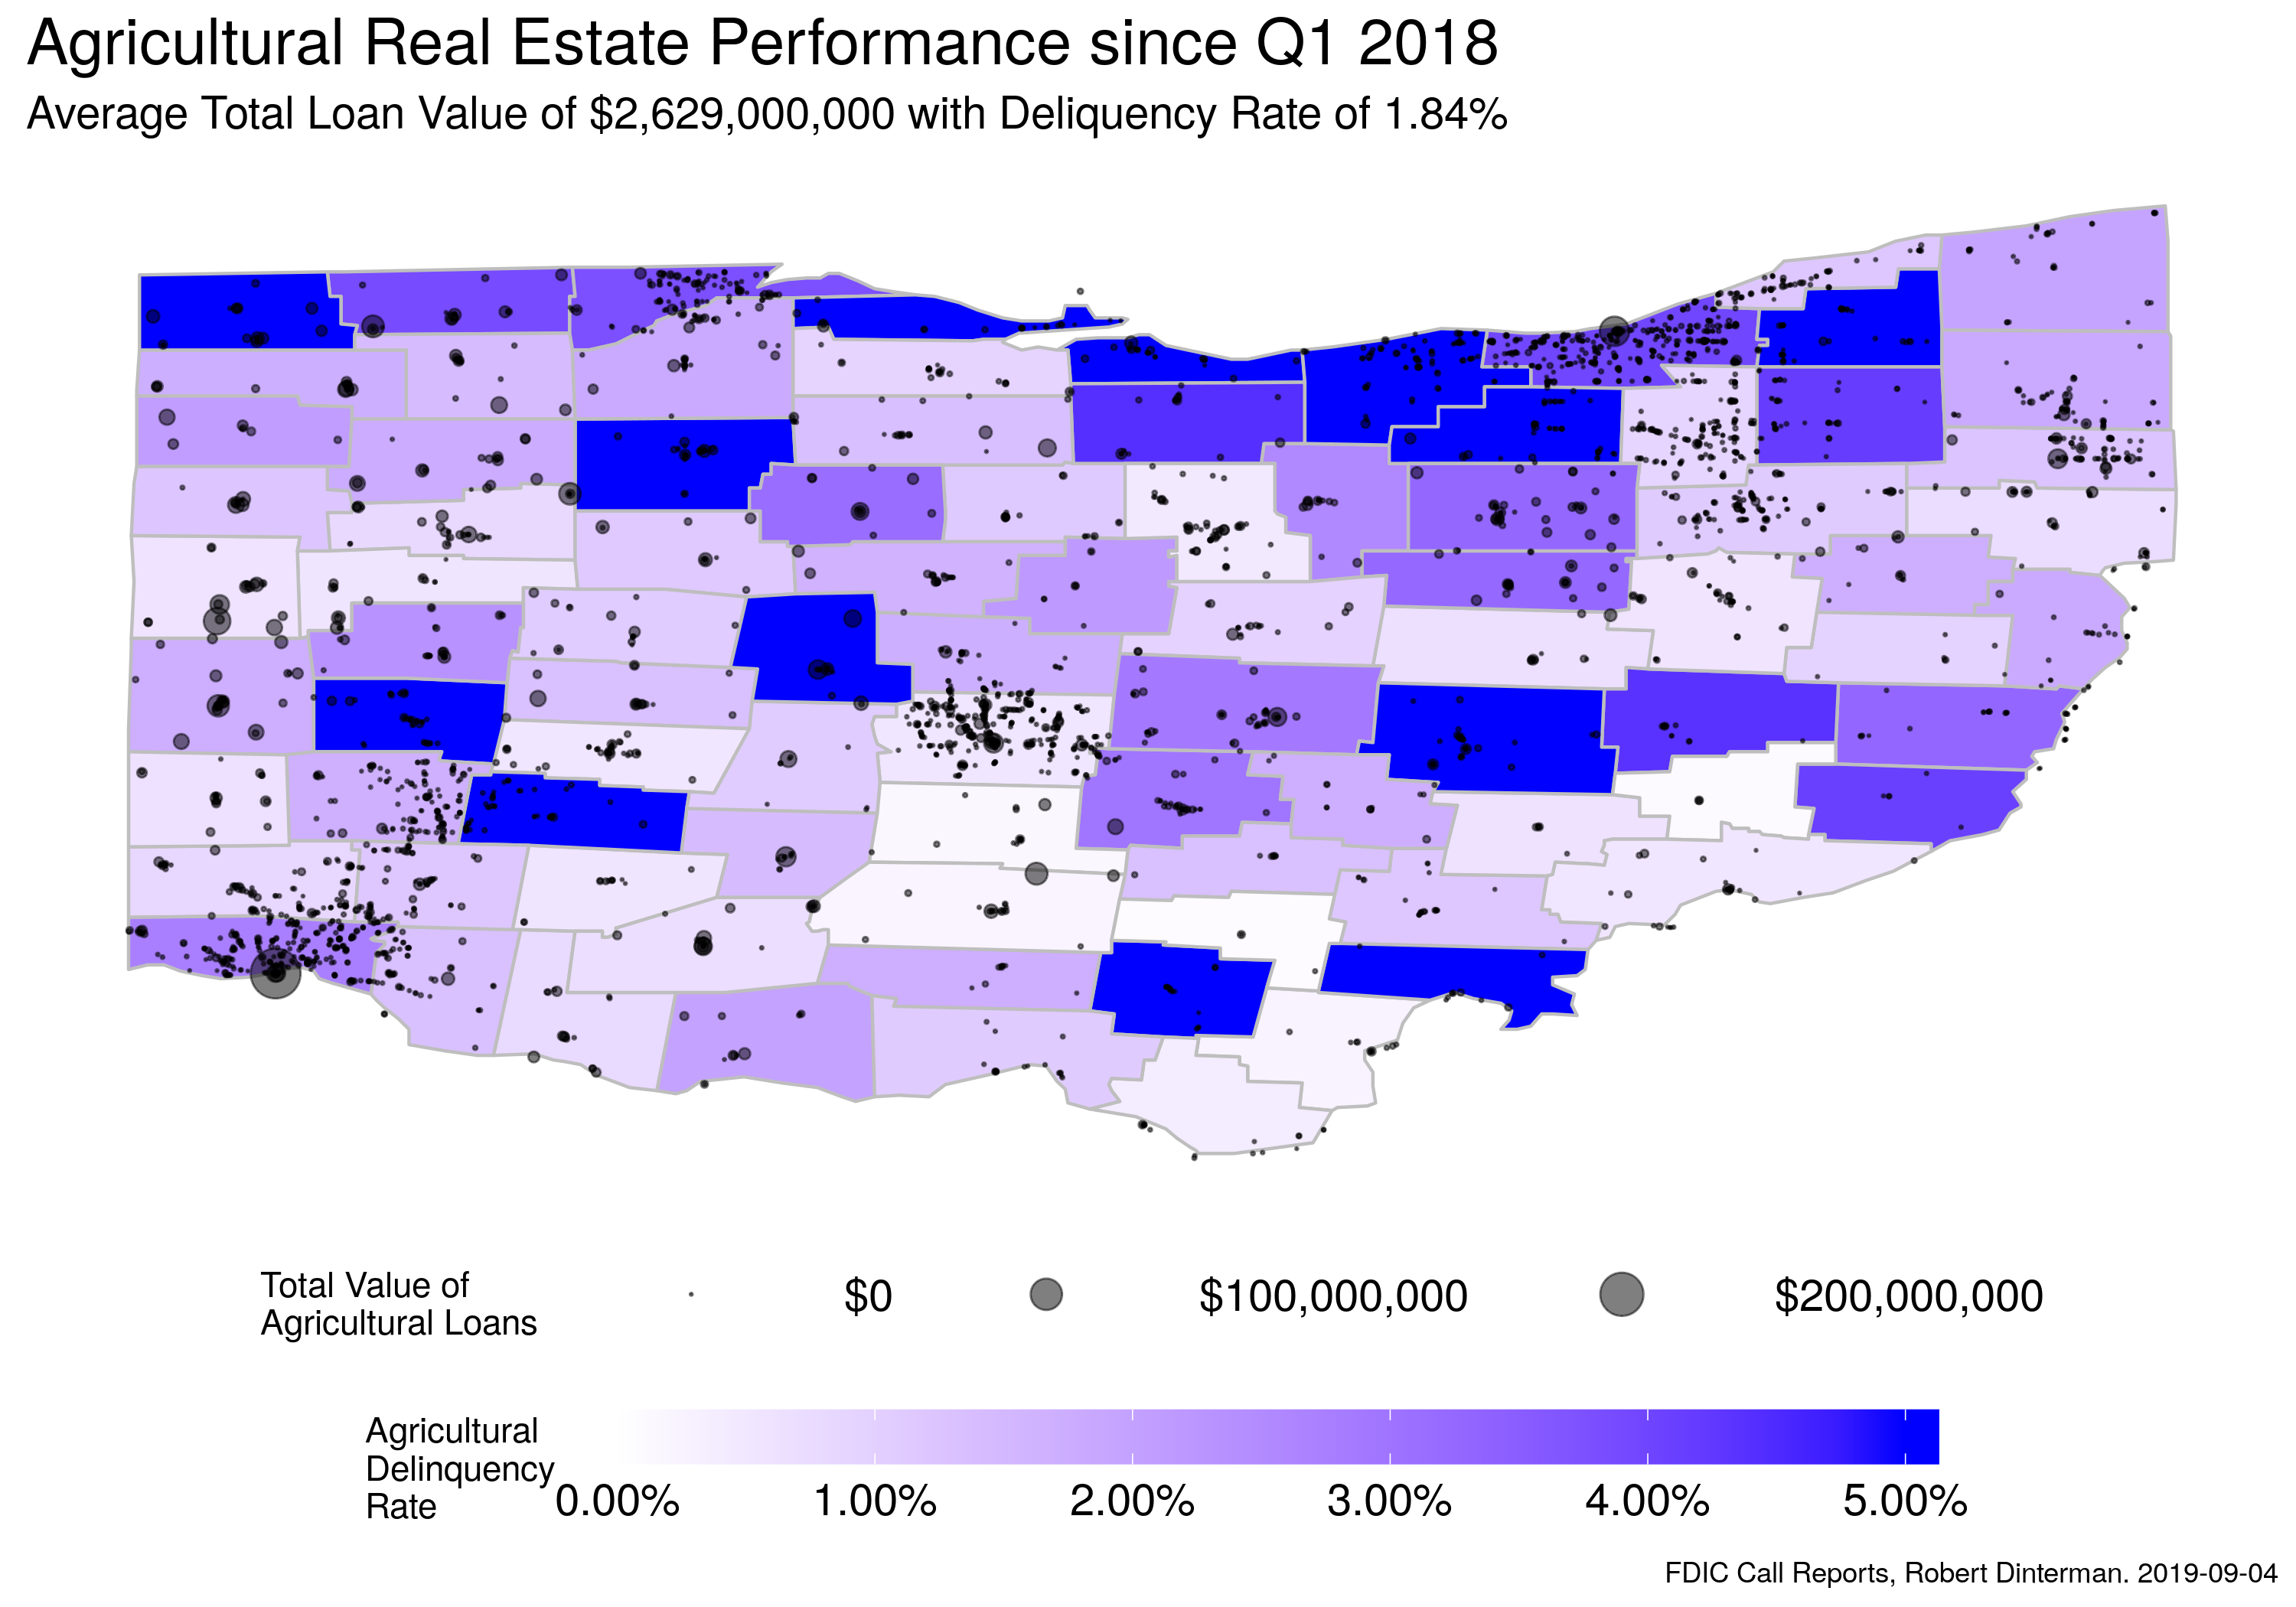 Agricultural Real Estate Performance since Q1 2018
Average Total Loan Value of $2,629,000,000 with Deliquency Rate of 1.84%
Total Value of
Agricultural Loans
$0
$100,000,000
$200,000,000
Agricultural
Delinquency
Rate
0.00%
1.00%
2.00%
3.00%
4.00%
5.00%
FDIC Call Reports, Robert Dinterman. 2019-09-04